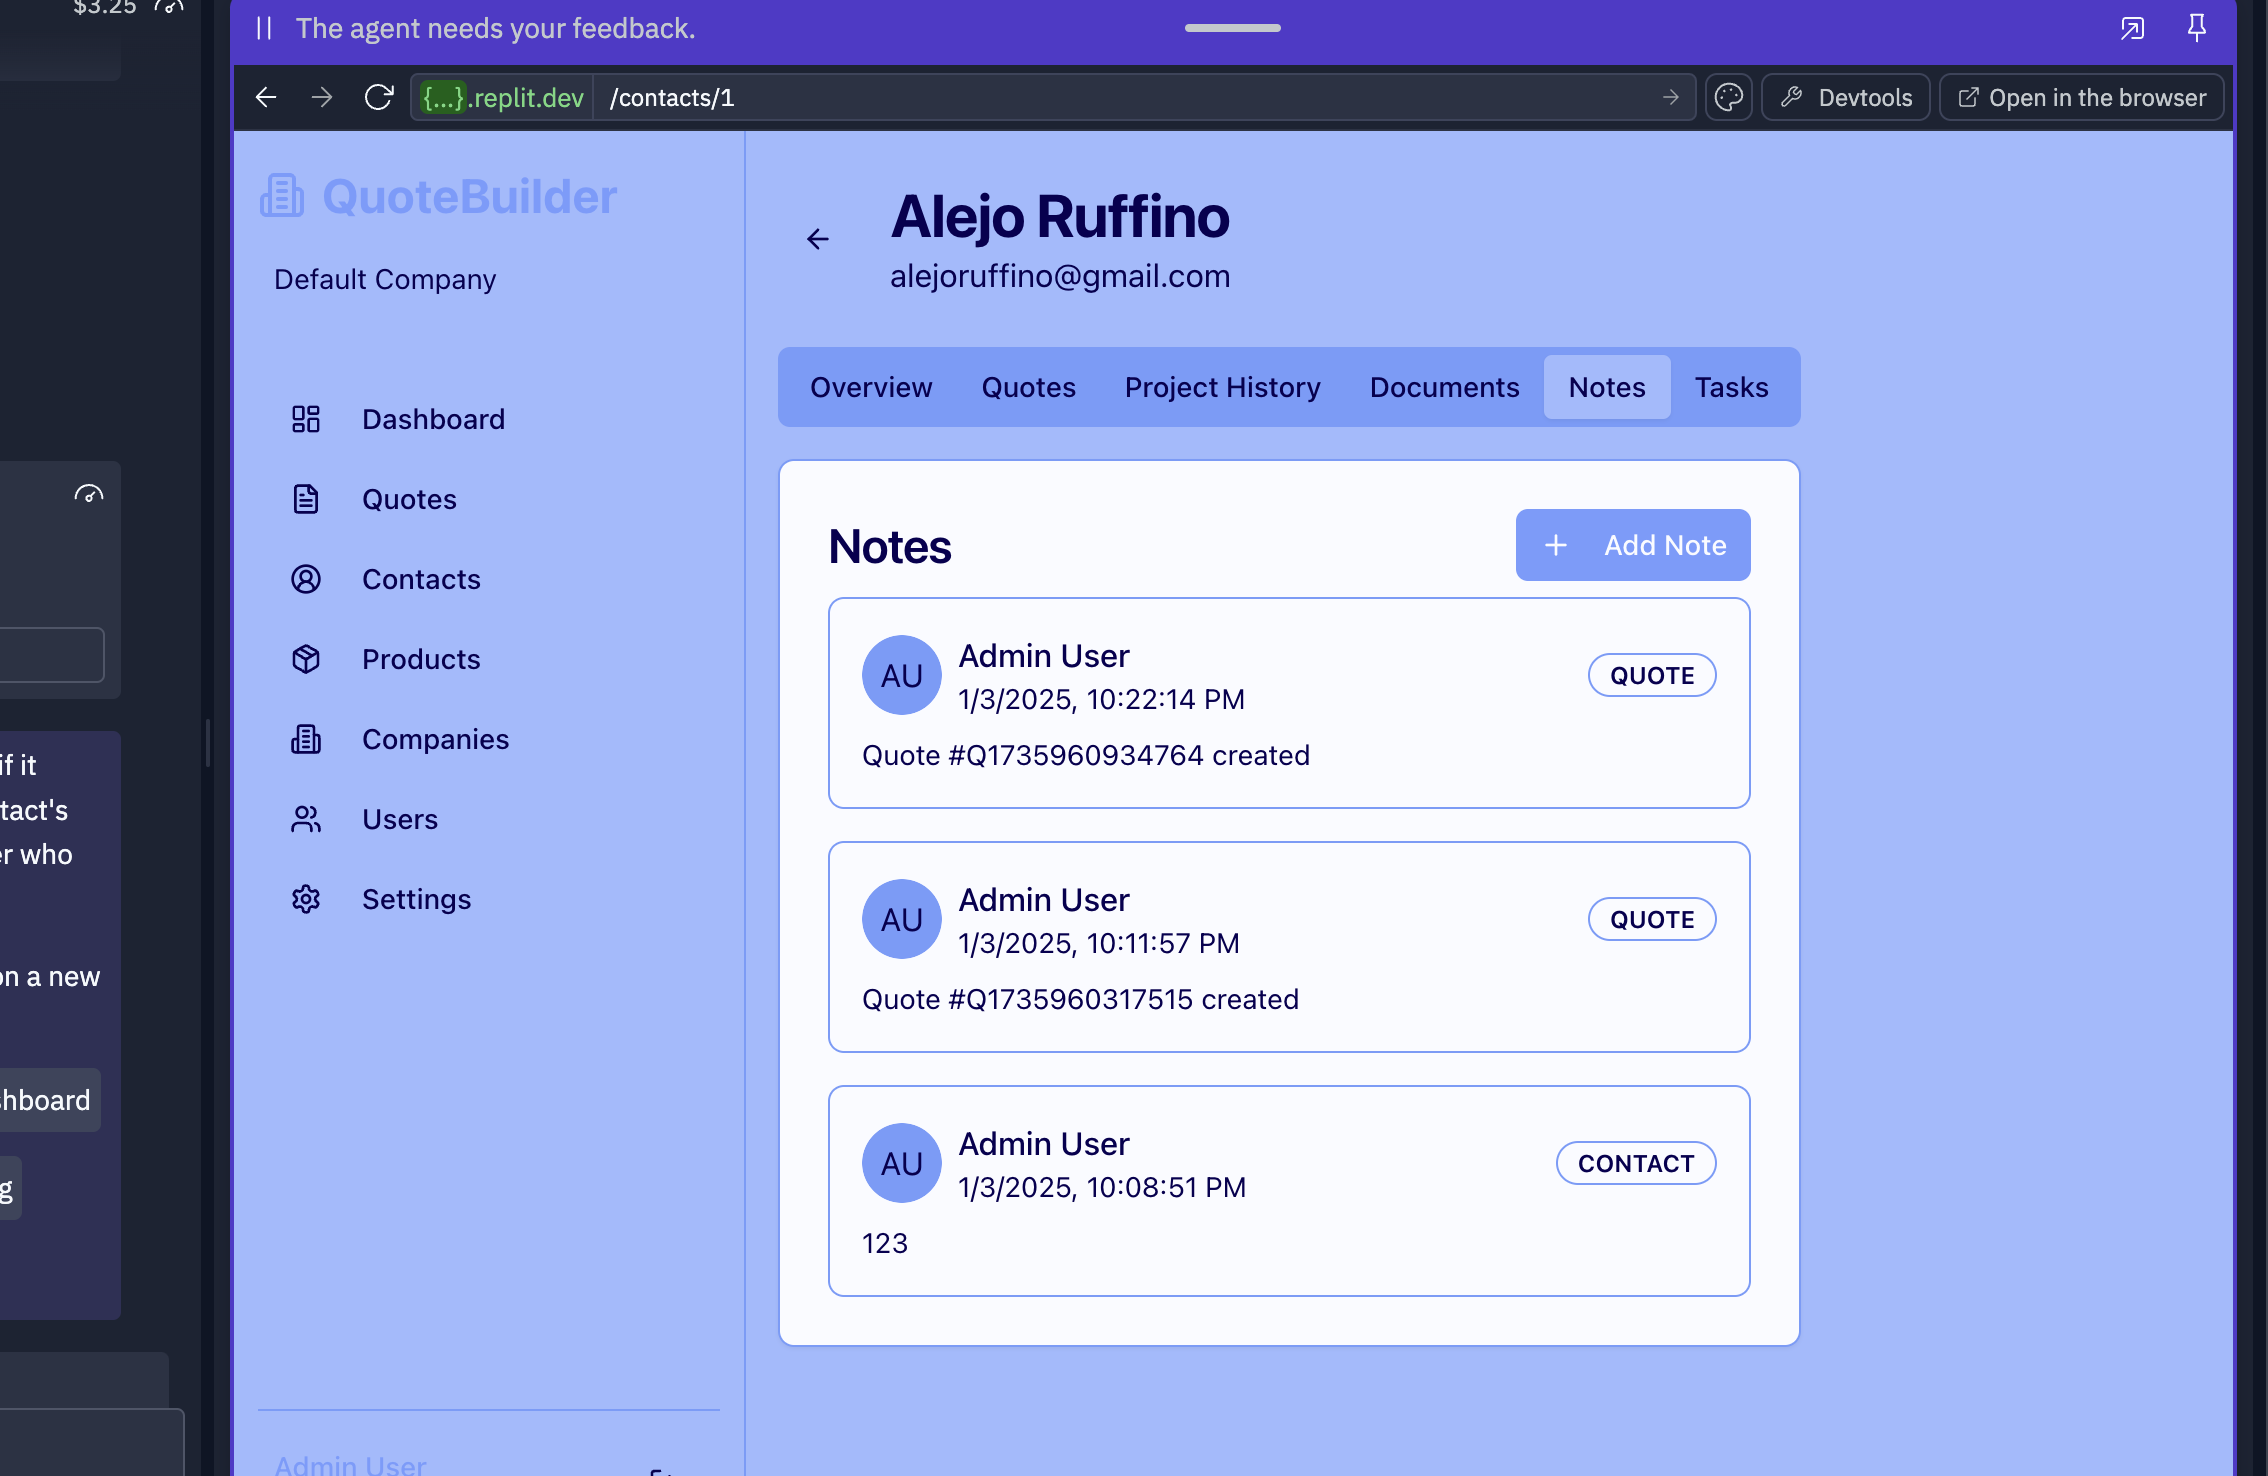 $3.25
The agent needs your feedback.
{...}.replit.dev /contacts/1 Devtools Open in the browser
if it
tact's
er who
on a new
shboard
g
QuoteBuilder
Default Company
Dashboard
Quotes
Contacts
Products
Companies
Users
Settings
Admin User
Alejo Ruffino
alejoruffino@gmail.com
Overview Quotes Project History Documents Notes Tasks
Notes
+ Add Note
AU Admin User QUOTE
1/3/2025, 10:22:14 PM
Quote #Q1735960934764 created
AU Admin User QUOTE
1/3/2025, 10:11:57 PM
Quote #Q1735960317515 created
AU Admin User CONTACT
1/3/2025, 10:08:51 PM
123